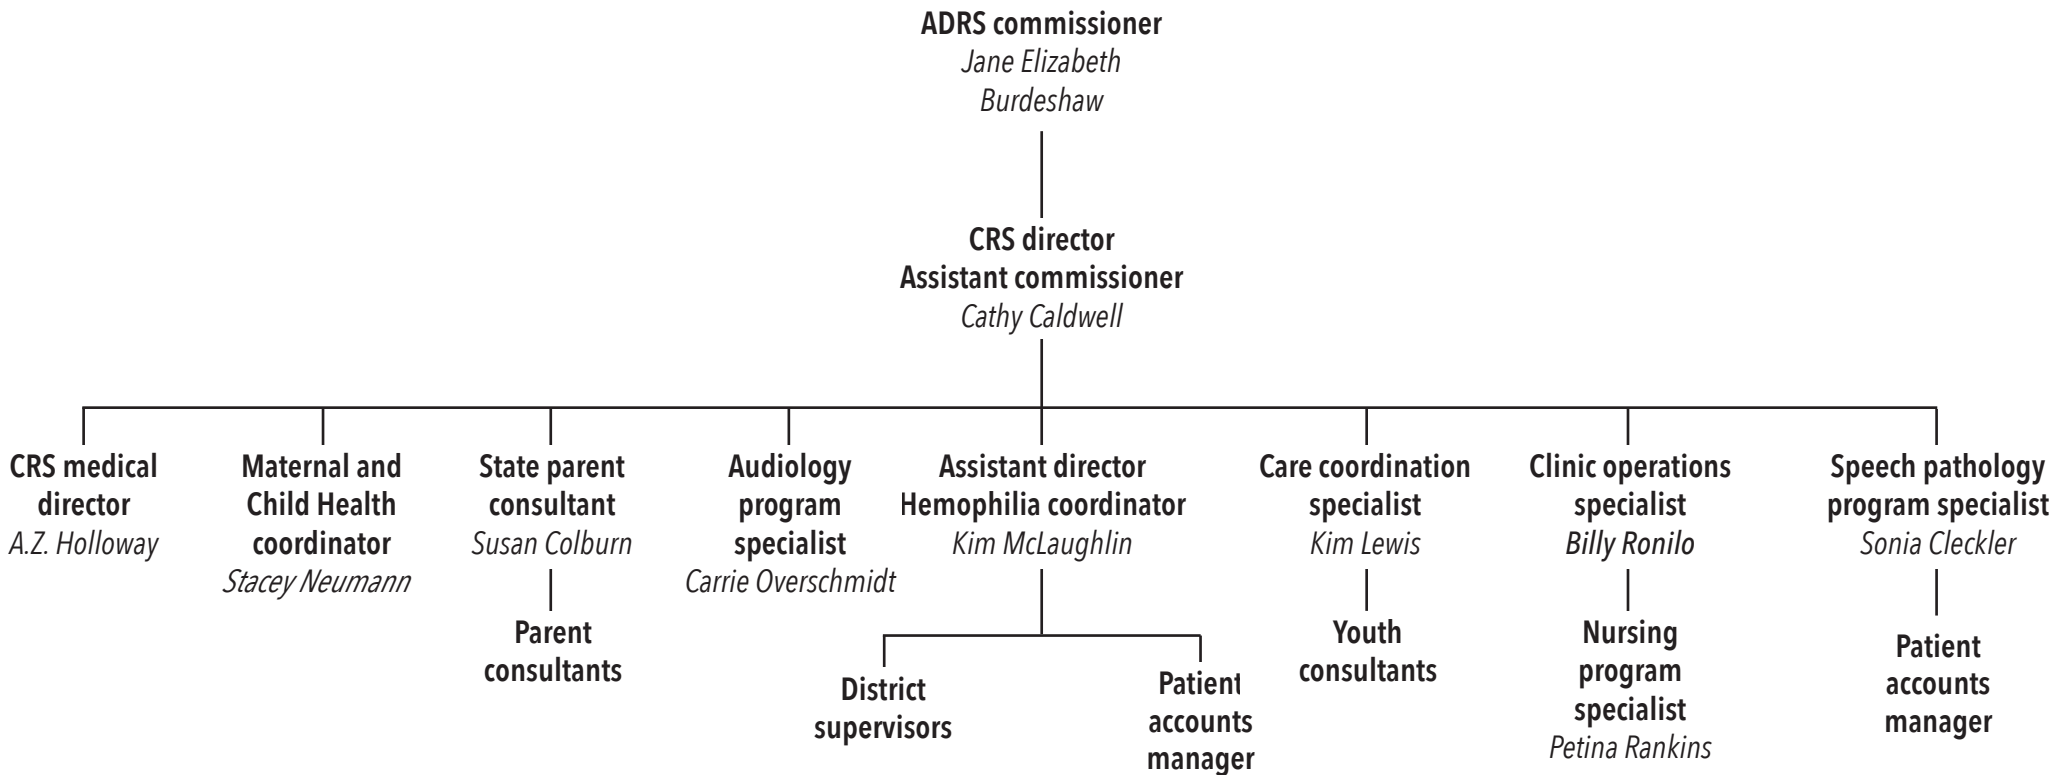 ADRS commissioner
Jane Elizabeth
Burdeshaw
CRS director
Assistant commissioner
Cathy Caldwell
CRS medical
director
A.Z. Holloway
Maternal and
Child Health
coordinator
Stacey Neumann
State parent
consultant
Susan Colburn
Parent
consultants
Audiology
program
specialist
Carrie Overschmidt
Assistant director
Hemophilia coordinator
Kim McLaughlin
District
supervisors
Patient
accounts
manager
Care coordination
specialist
Kim Lewis
Youth
consultants
Clinic operations
specialist
Billy Ronilo
Nursing
program
specialist
Petina Rankins
Speech pathology
program specialist
Sonia Cleckler
Patient
accounts
manager